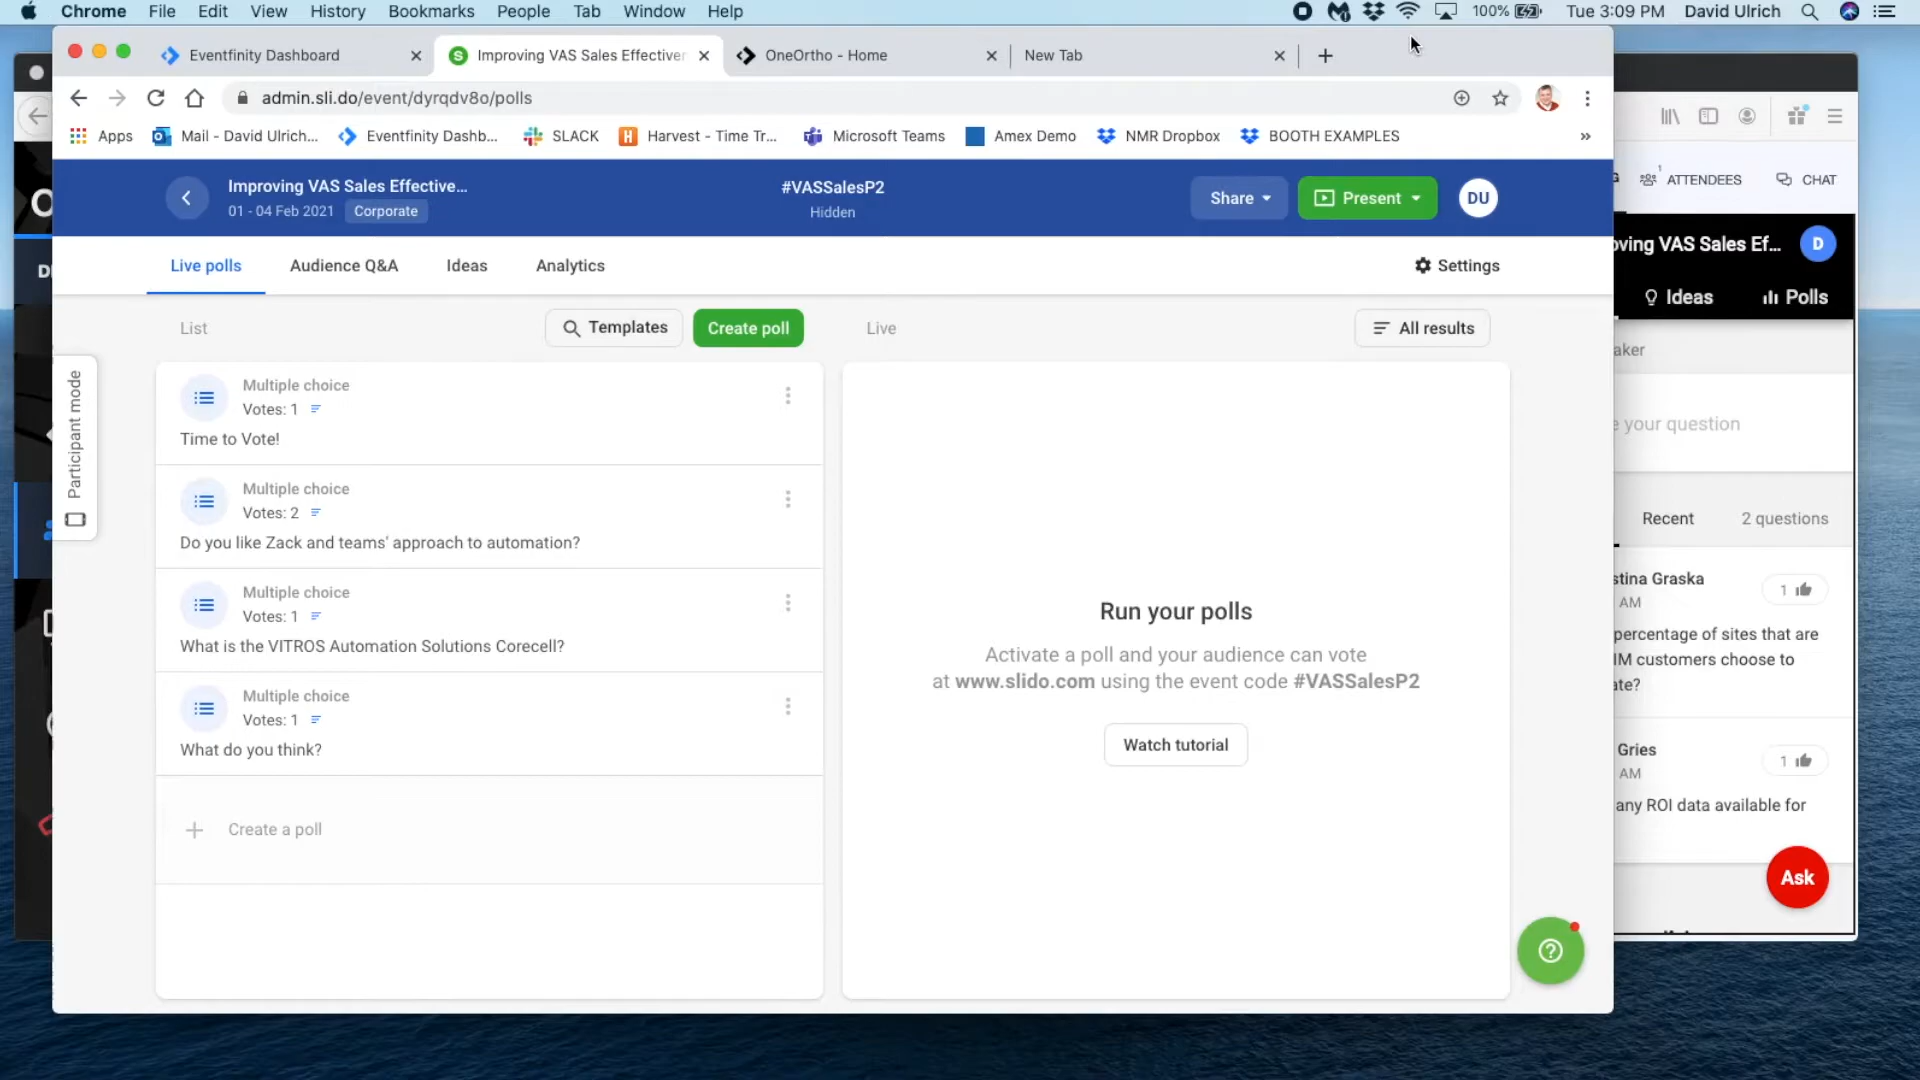 Chrome File Edit View History Bookmarks People Tab Window Help 100% Tue 3:09 PM David Ulrich
Eventfinity Dashboard
Improving VAS Sales Effectiver
OneOrtho - Home
New Tab
admin.sli.do/event/dyrqdv8o/polls
Apps Mail - David Ulrich... Eventfinity Dashb... SLACK Harvest - Time Tr... Microsoft Teams Amex Demo NMR Dropbox BOOTH EXAMPLES »
Improving VAS Sales Effective...
01 - 04 Feb 2021 Corporate
#VASSalesP2
Hidden
Share
Present
DU
Live polls Audience Q&A Ideas Analytics Settings
List Templates Create poll Live All results
Participant mode
Multiple choice
Votes: 1
Time to Vote!
Multiple choice
Votes: 2
Do you like Zack and teams' approach to automation?
Multiple choice
Votes: 1
What is the VITROS Automation Solutions Corecell?
Multiple choice
Votes: 1
What do you think?
Create a poll
Run your polls
Activate a poll and your audience can vote
at www.slido.com using the event code #VASSalesP2
Watch tutorial
1 ATTENDEES CHAT
oving VAS Sales Ef... D
Ideas Polls
aker
e your question
Recent 2 questions
stina Graska
AM
1
percentage of sites that are
IM customers choose to
ate?
Gries
AM
1
any ROI data available for
Ask